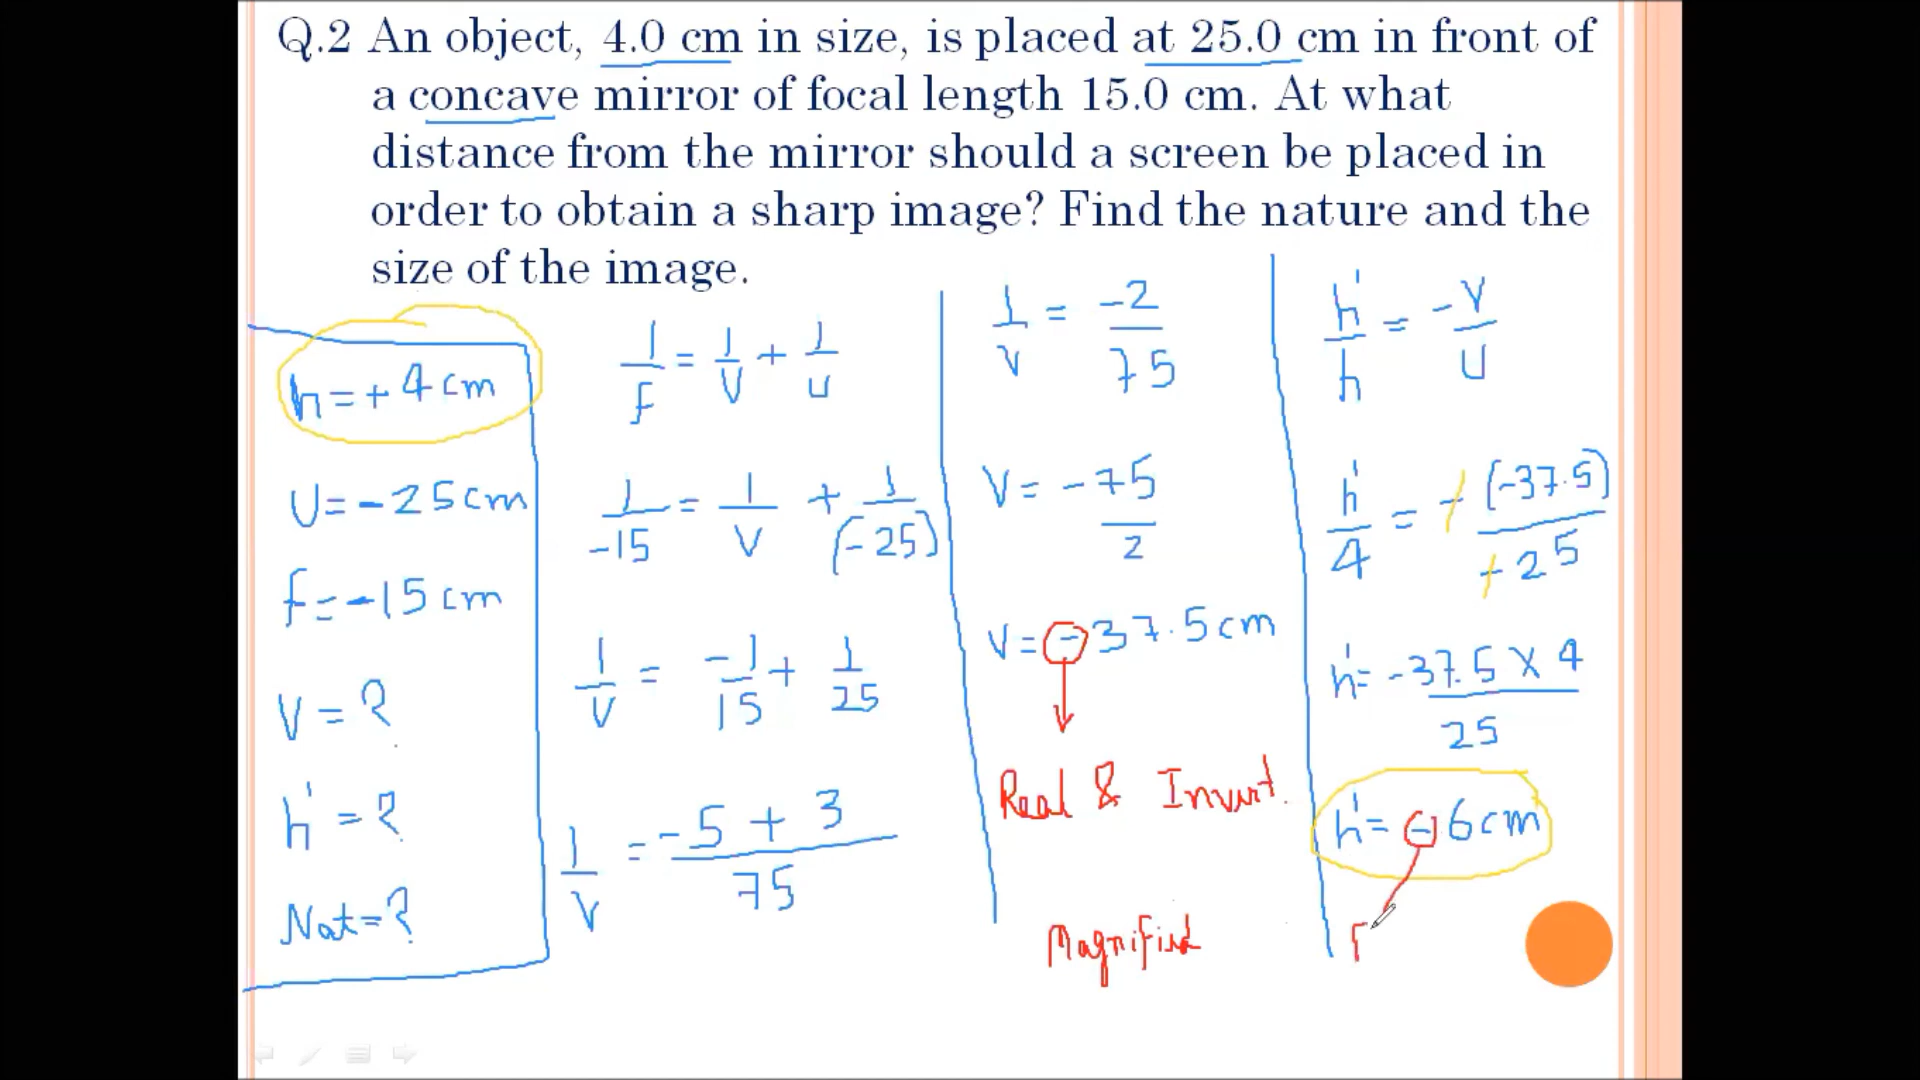 Q.2 An object, 4.0 cm in size, is placed at 25.0 cm in front of
a concave mirror of focal length 15.0 cm. At what
distance from the mirror should a screen be placed in
order to obtain a sharp image? Find the nature and the
size of the image.
h = + 4 cm
U = - 25 cm
f = - 15 cm
V = ?
h' = ?
Nat = ?
1/f = 1/V + 1/u
1/-15 = 1/V + 1/(-25)
1/V = -1/15 + 1/25
1/V = -5 + 3/75
1/V = -2/75
V = -75/2
V = -37.5 cm
Real & Invert.
Magnified
h'/h = -V/U
h'/4 = -(-37.5)/-25
h' = -37.5 X 4/25
h' = -6 cm